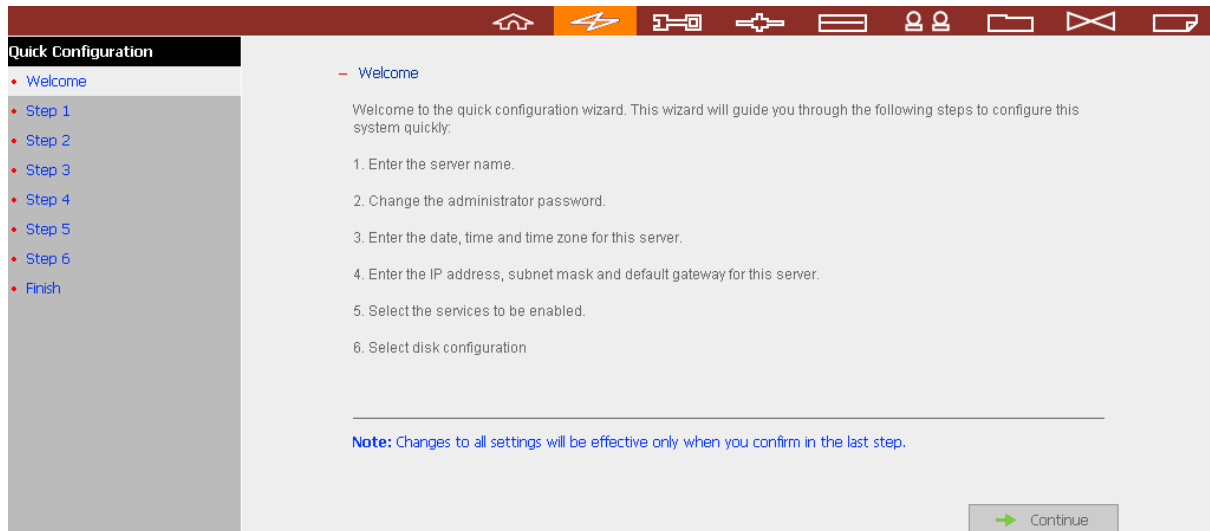 Quick Configuration
• Welcome
• Step 1
• Step 2
• Step 3
• Step 4
• Step 5
• Step 6
• Finish
– Welcome
Welcome to the quick configuration wizard. This wizard will guide you through the following steps to configure this
system quickly:
1. Enter the server name.
2. Change the administrator password.
3. Enter the date, time and time zone for this server.
4. Enter the IP address, subnet mask and default gateway for this server.
5. Select the services to be enabled.
6. Select disk configuration
Note: Changes to all settings will be effective only when you confirm in the last step.
Continue